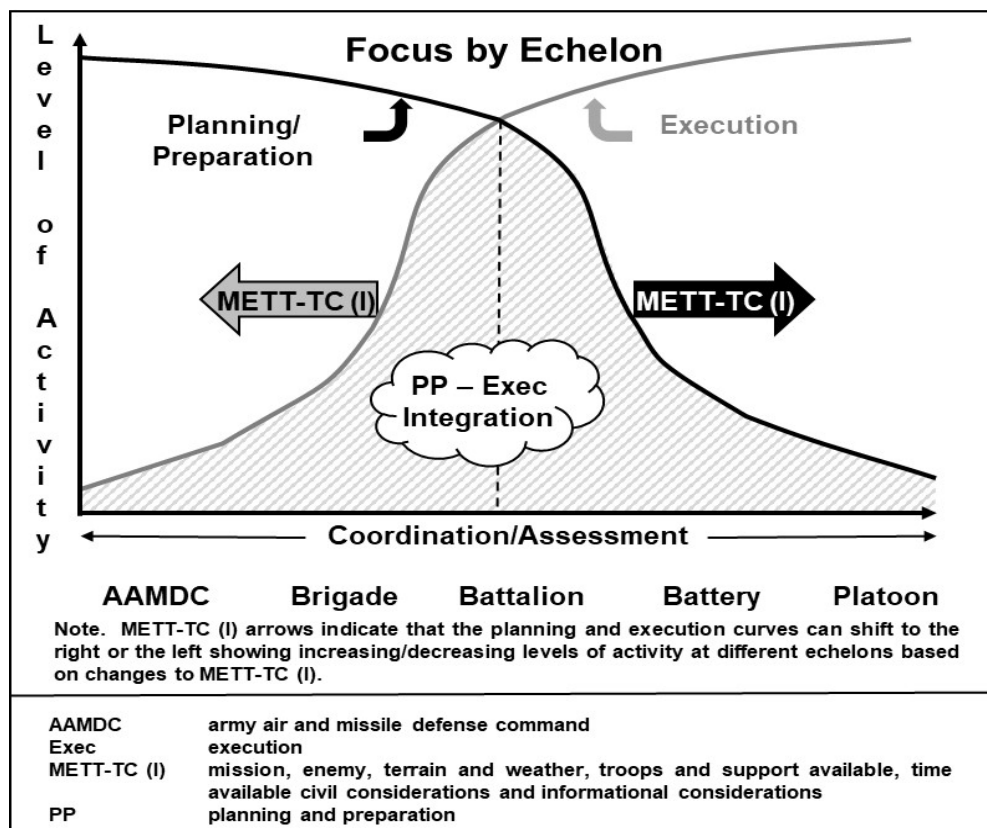 Focus by Echelon
Level of Activity
Planning/
Preparation
Execution
METT-TC (I)
METT-TC (I)
PP – Exec
Integration
Coordination/Assessment
AAMDC Brigade Battalion Battery Platoon
Note. METT-TC (I) arrows indicate that the planning and execution curves can shift to the
right or the left showing increasing/decreasing levels of activity at different echelons based
on changes to METT-TC (I).
AAMDC army air and missile defense command
Exec execution
METT-TC (I) mission, enemy, terrain and weather, troops and support available, time
available civil considerations and informational considerations
PP planning and preparation